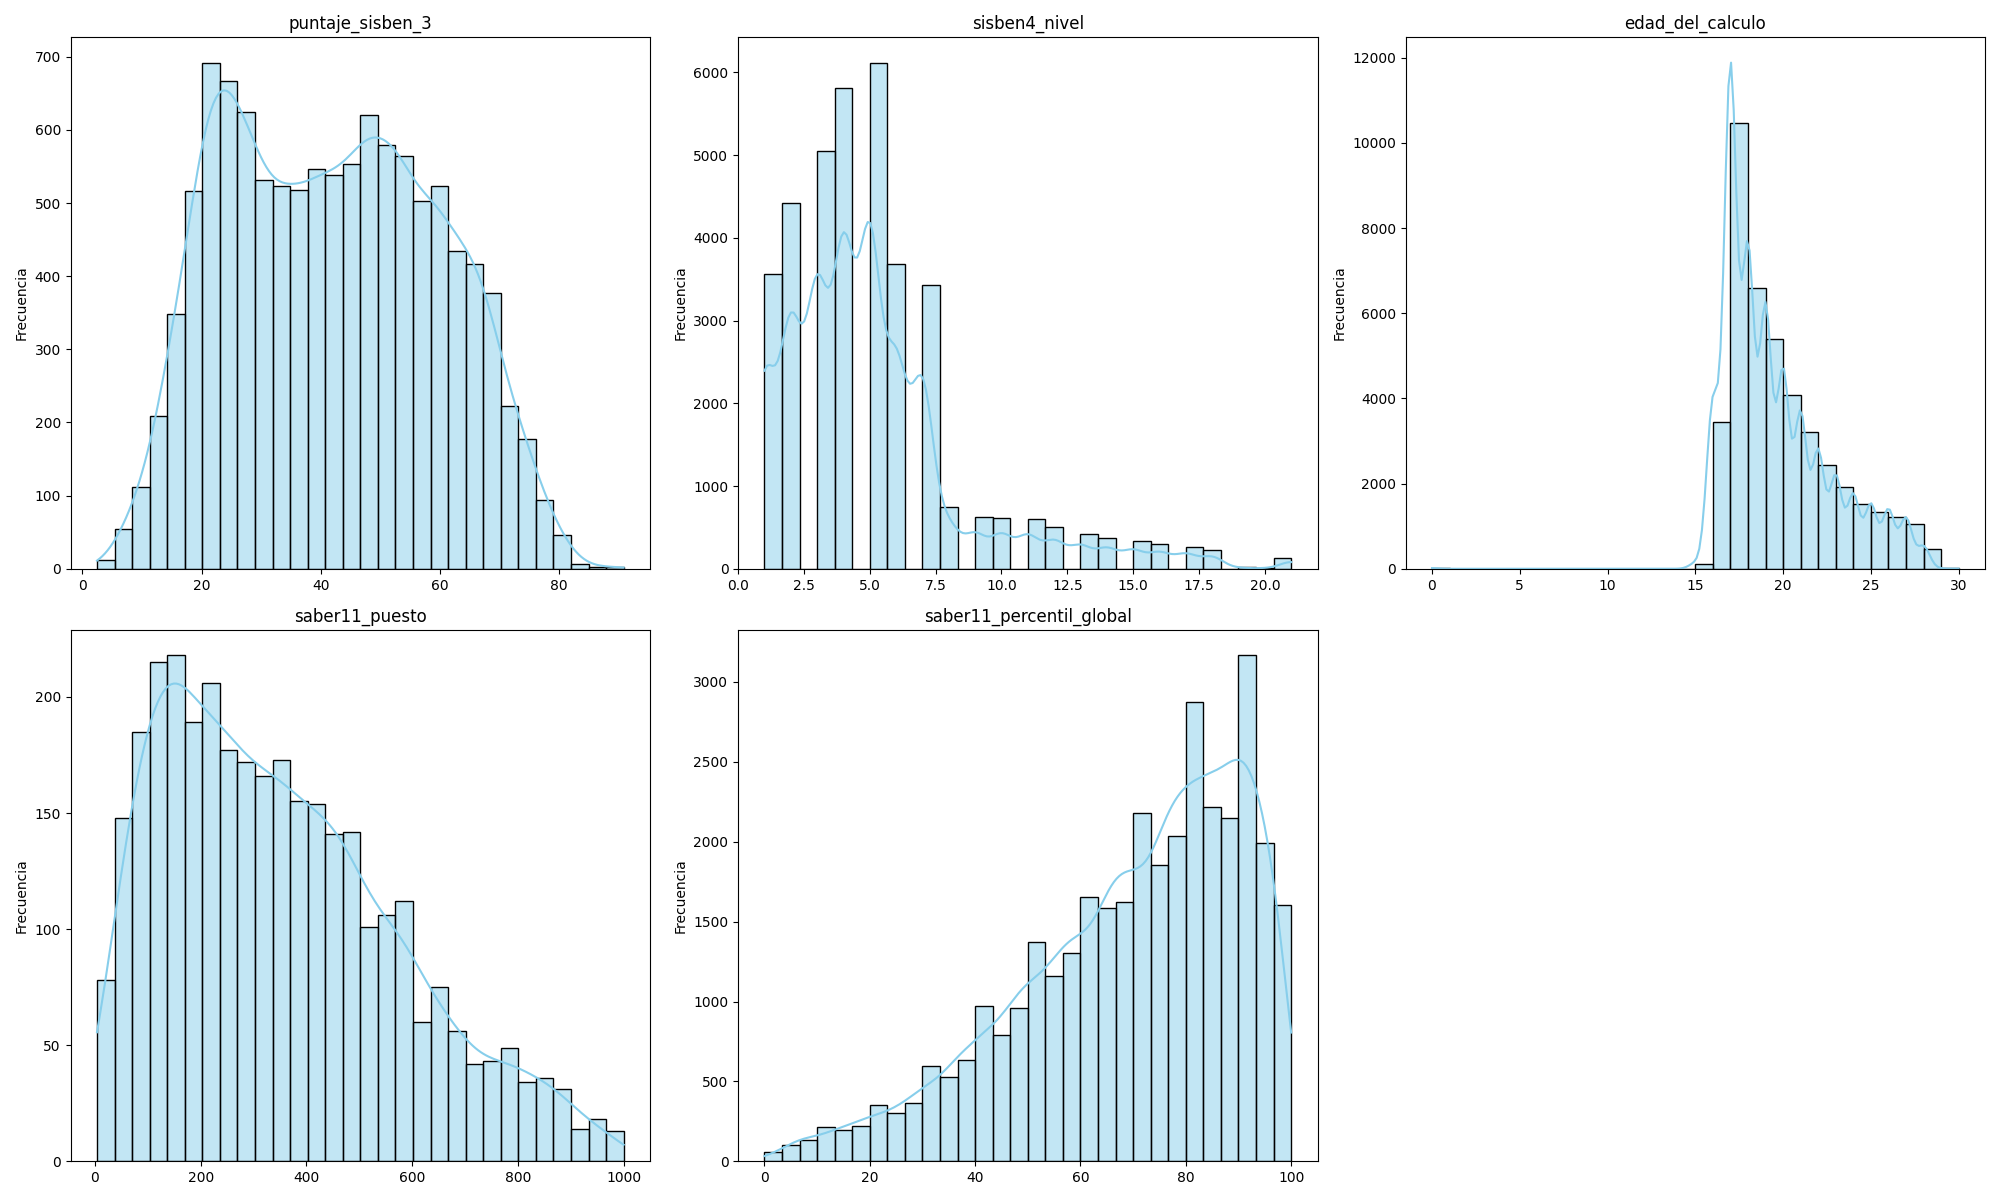 puntaje_sisben_3
Frecuencia
700
600
500
400
300
200
100
0
0 20 40 60 80
sisben4_nivel
Frecuencia
6000
5000
4000
3000
2000
1000
0
0.0 2.5 5.0 7.5 10.0 12.5 15.0 17.5 20.0
edad_del_calculo
Frecuencia
12000
10000
8000
6000
4000
2000
0
0 5 10 15 20 25 30
saber11_puesto
Frecuencia
200
150
100
50
0
0 200 400 600 800 1000
saber11_percentil_global
Frecuencia
3000
2500
2000
1500
1000
500
0
0 20 40 60 80 100